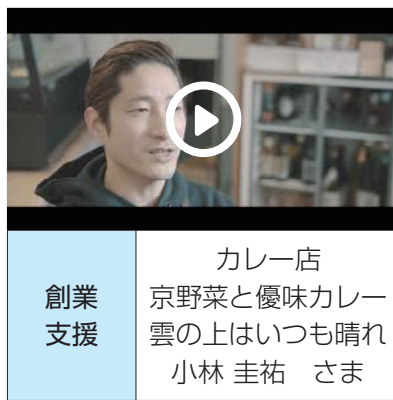 創業
支援
カレー店
京野菜と優味カレー
雲の上はいつも晴れ
小林 圭祐　さま